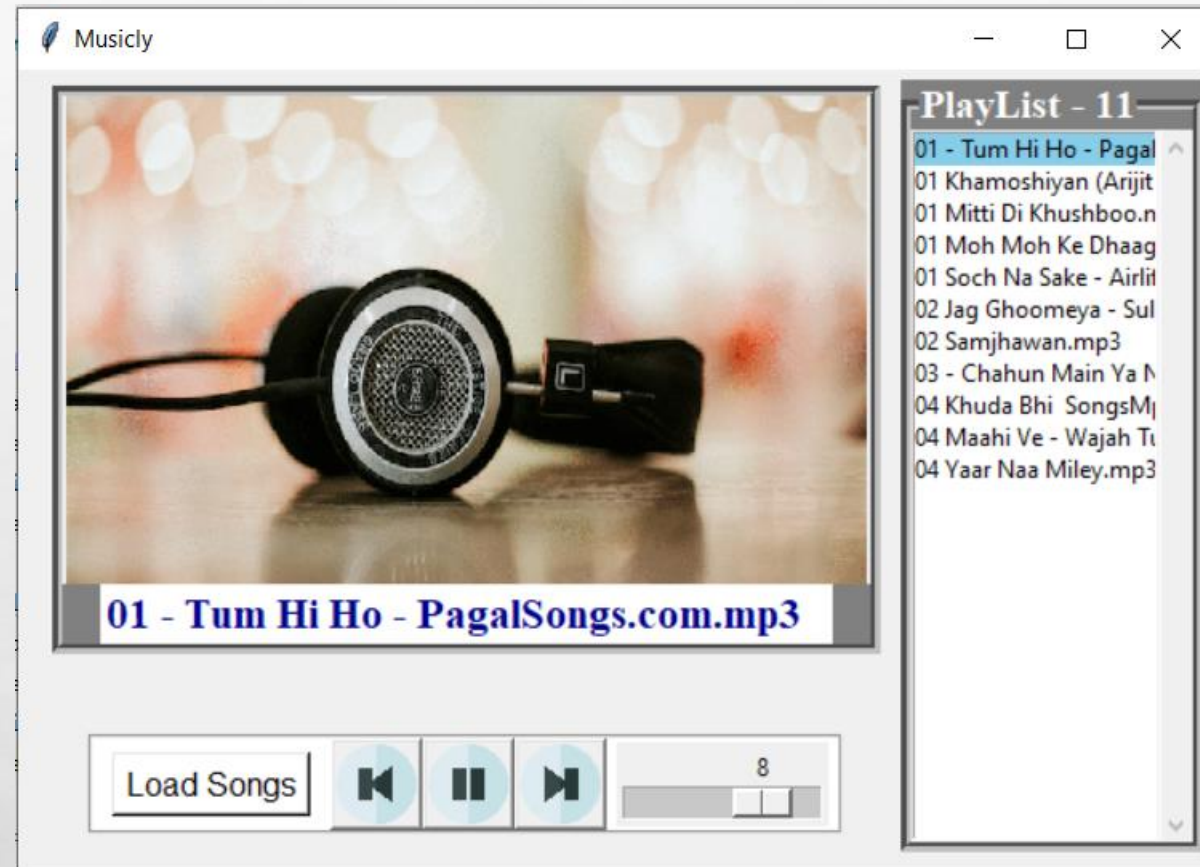 Musicly
PlayList - 11
01 - Tum Hi Ho - Pagal
01 Khamoshiyan (Arijit
01 Mitti Di Khushboo.m
01 Moh Moh Ke Dhaag
01 Soch Na Sake - Airlif
02 Jag Ghoomeya - Sul
02 Samjhawan.mp3
03 - Chahun Main Ya N
04 Khuda Bhi  SongsMp
04 Maahi Ve - Wajah Tu
04 Yaar Naa Miley.mp3
L
01 - Tum Hi Ho - PagalSongs.com.mp3
Load Songs
8